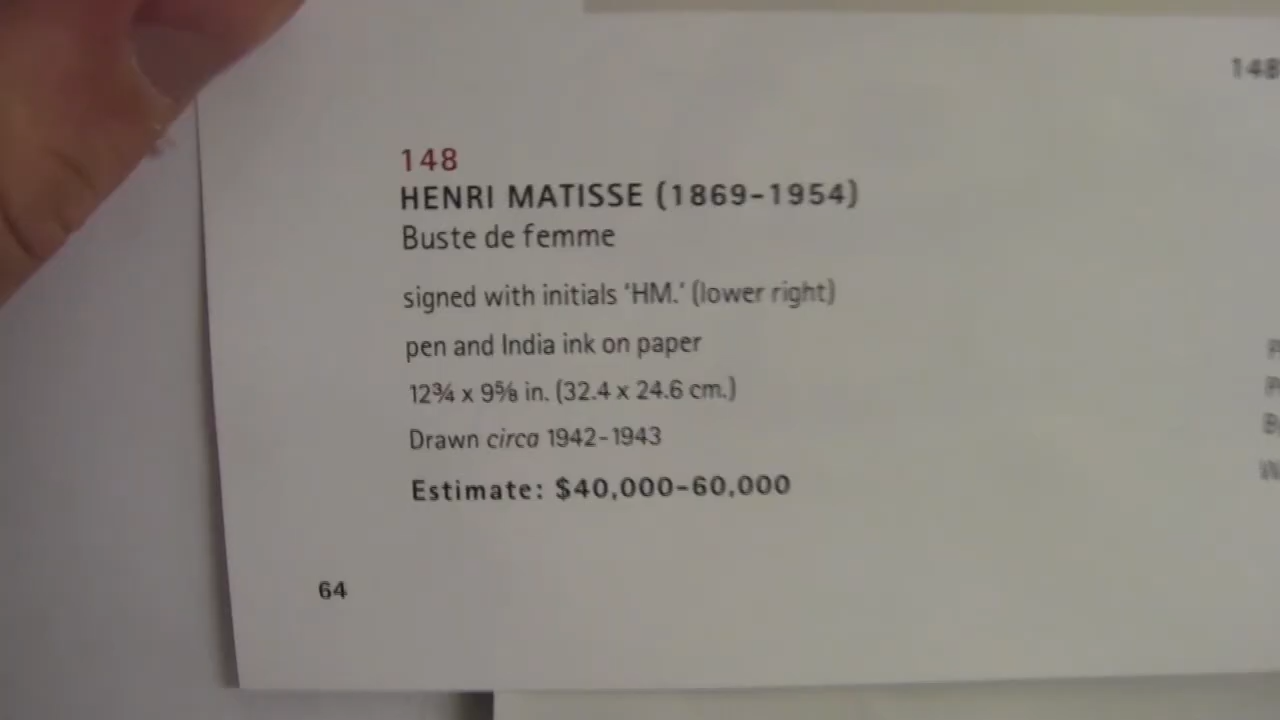 148
148
HENRI MATISSE (1869-1954)
Buste de femme
signed with initials 'HM.' (lower right)
pen and India ink on paper
12¾ x 9⅝ in. (32.4 x 24.6 cm.)
Drawn circa 1942-1943
Estimate: $40,000-60,000
64